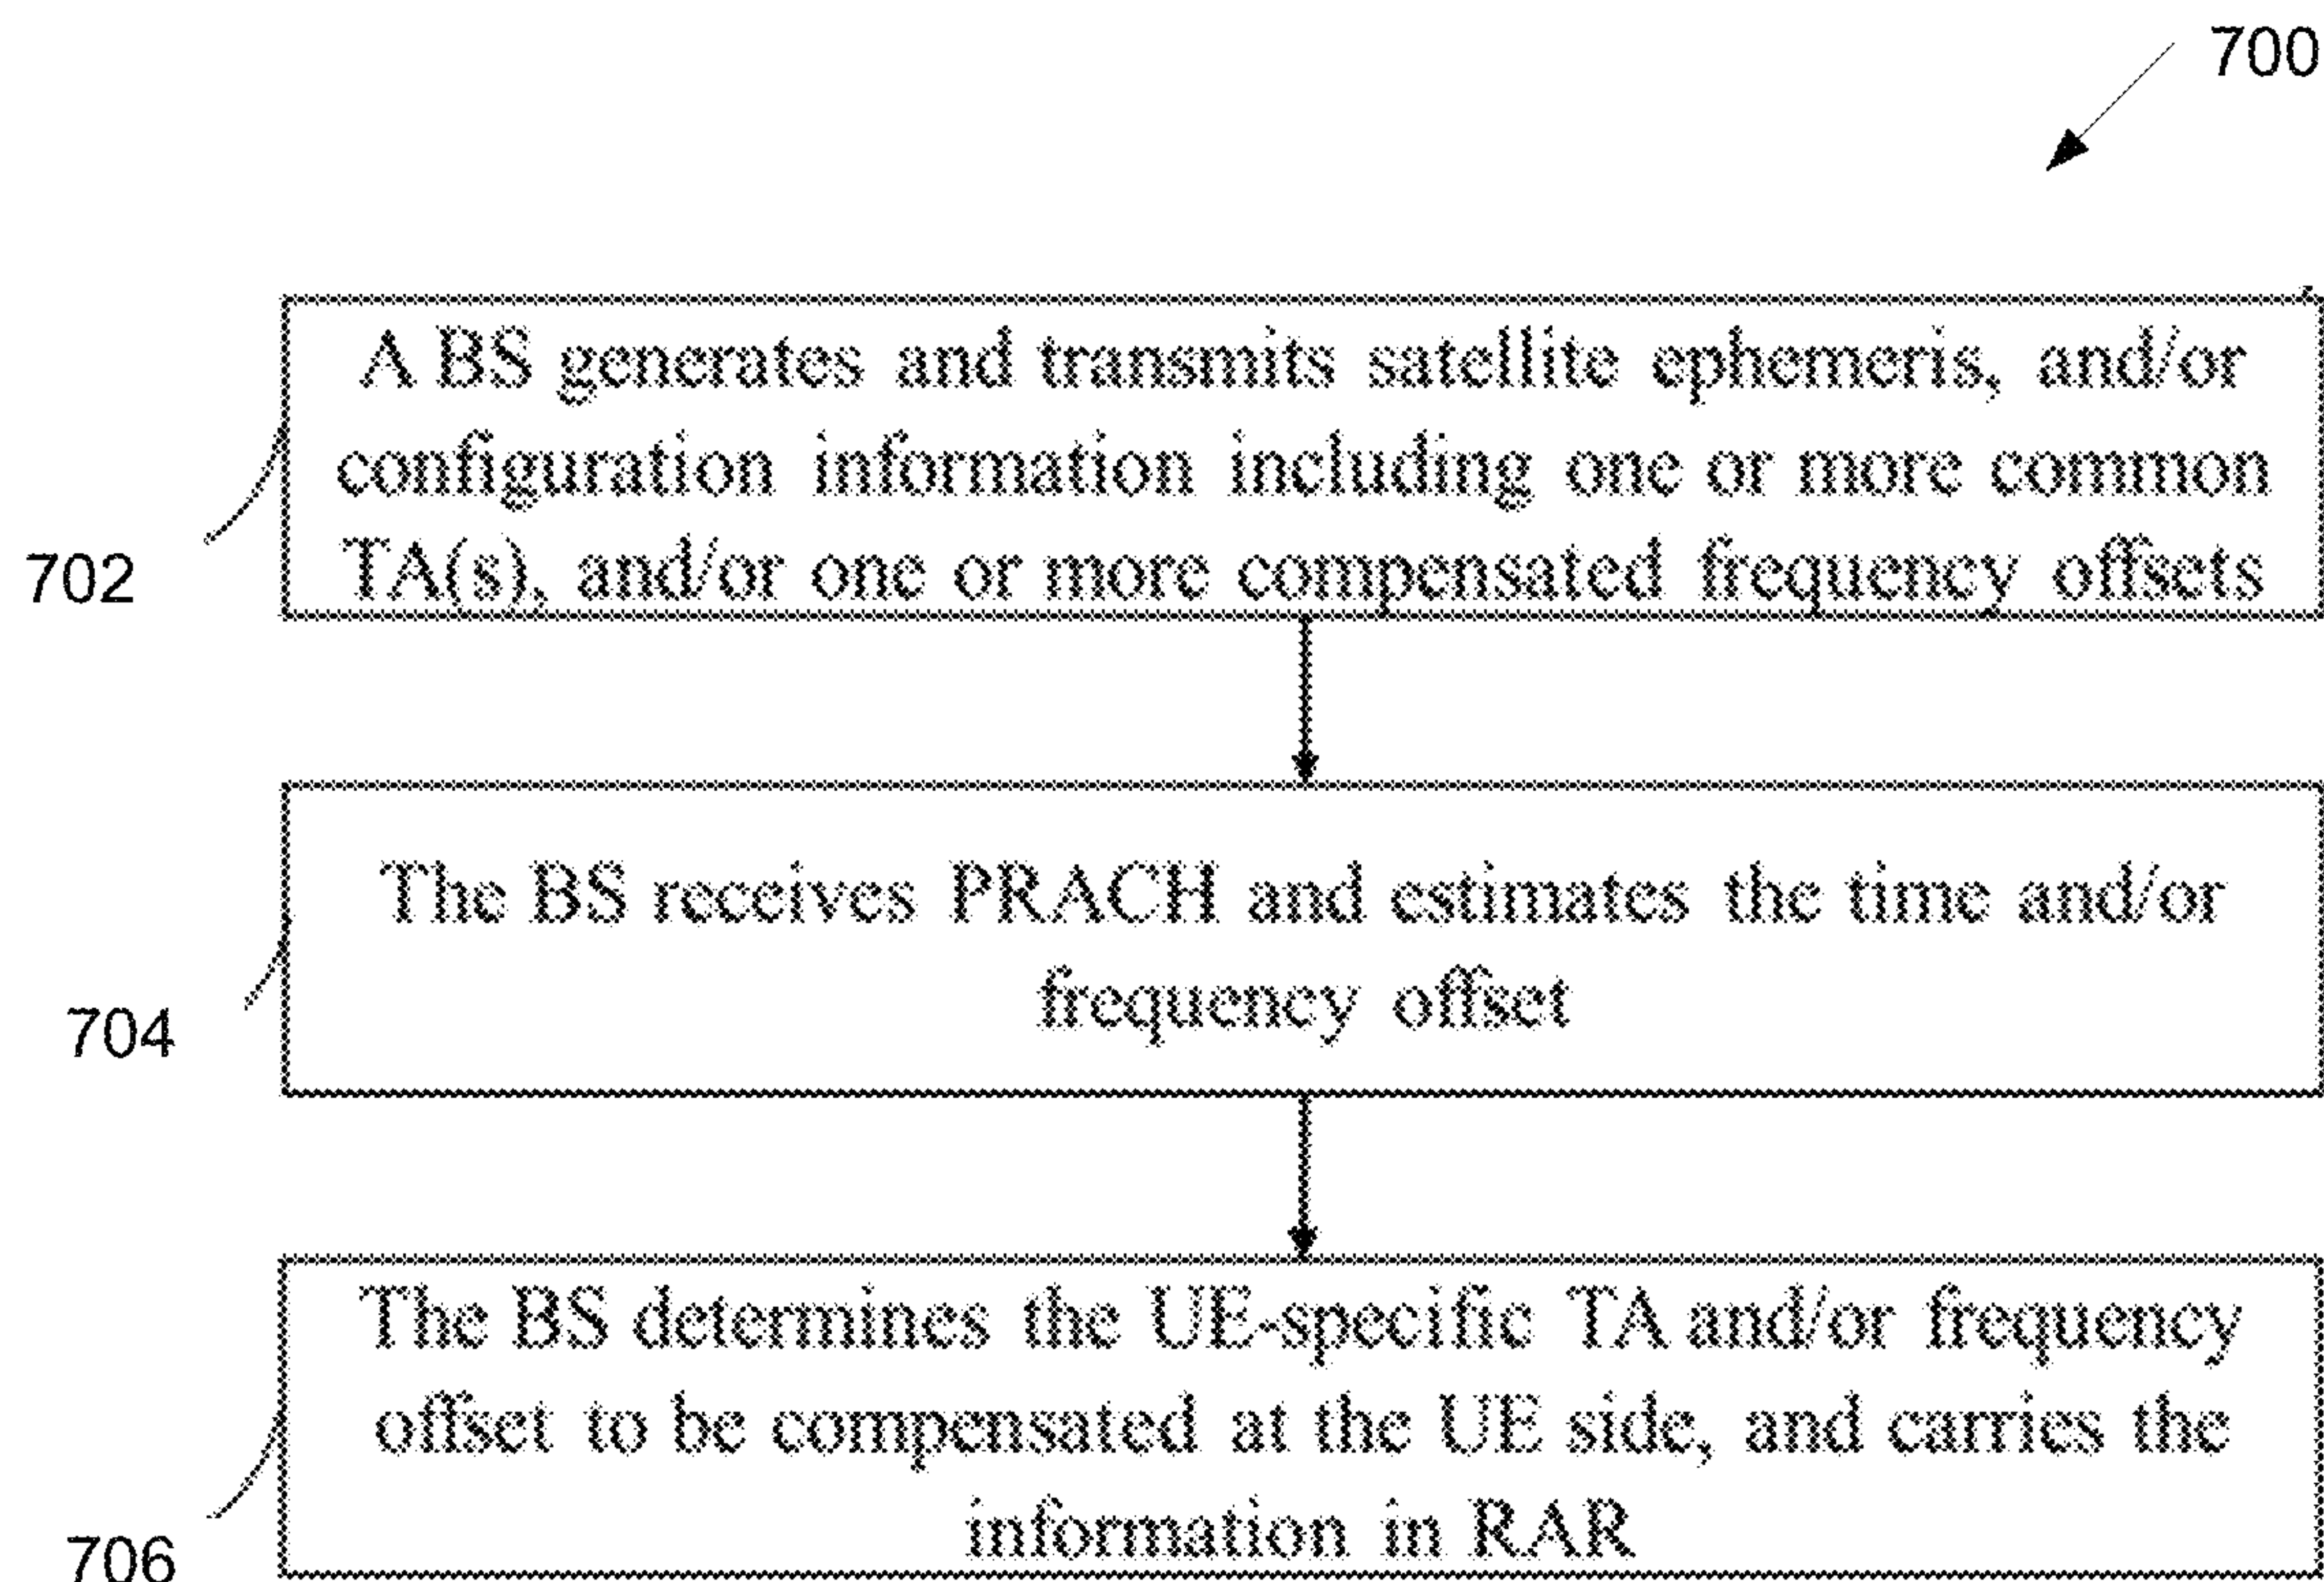 700
A BS generates and transmits satellite ephemeris, and/or
configuration information including one or more common
TA(s), and/or one or more compensated frequency offsets
702
The BS receives PRACH and estimates the time and/or
frequency offset
704
The BS determines the UE-specific TA and/or frequency
offset to be compensated at the UE side, and carries the
information in RAR
706